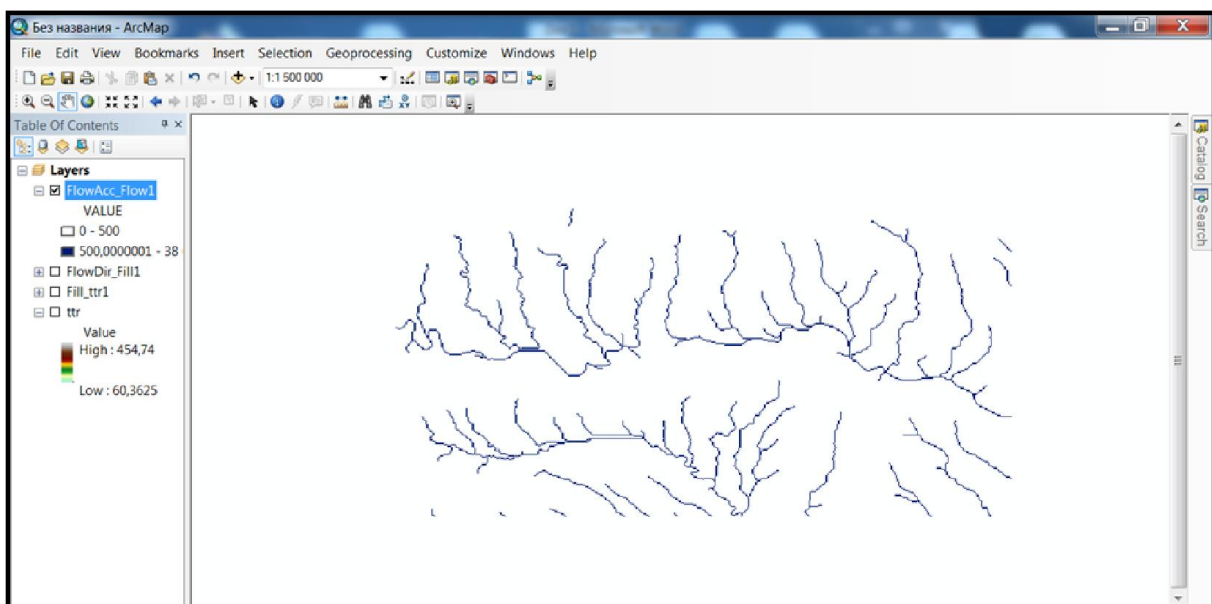 Без названия - ArcMap
File Edit View Bookmarks Insert Selection Geoprocessing Customize Windows Help
1:1 500 000
Table Of Contents
Layers
FlowAcc_Flow1
VALUE
0 - 500
500,0000001 - 38
FlowDir_Fill1
Fill_ttr1
ttr
Value
High : 454,74
Low : 60,3625
Catalog
Search